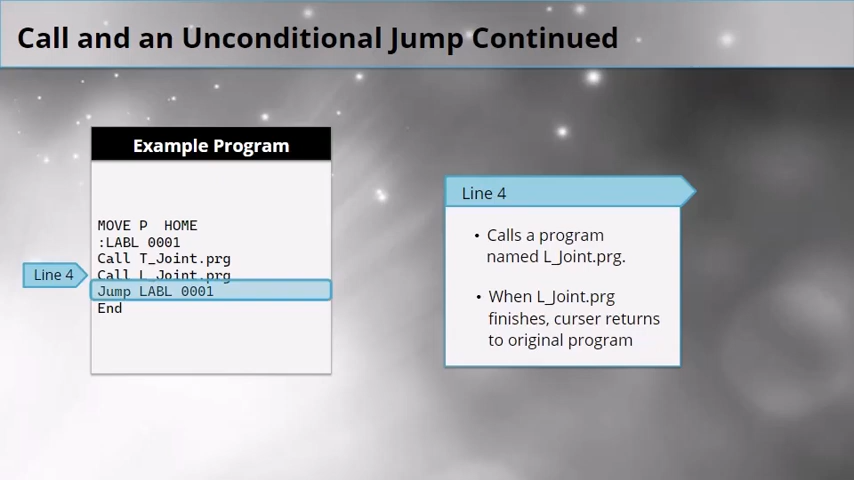 Call and an Unconditional Jump Continued
Example Program
MOVE P  HOME
:LABL 0001
Call T_Joint.prg
Line 4
Call L_Joint.prg
Jump LABL 0001
End
Line 4
• Calls a program
named L_Joint.prg.
• When L_Joint.prg
finishes, curser returns
to original program